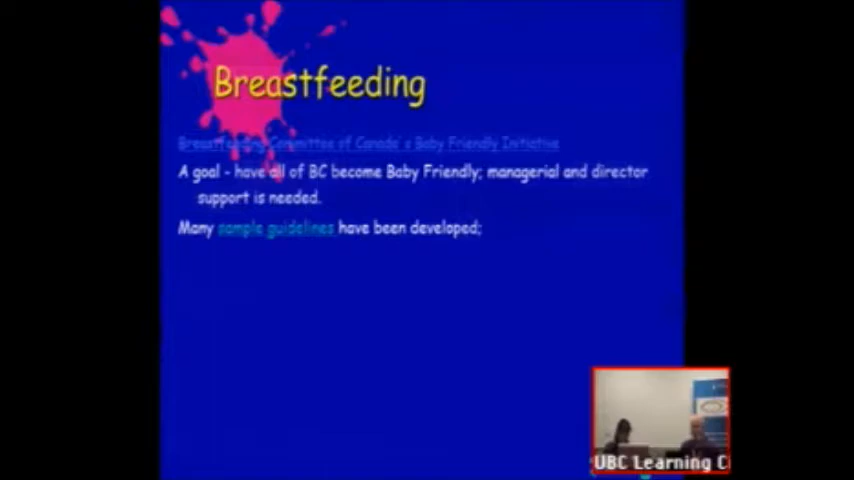 Breastfeeding
Breastfeeding Committee of Canada's Baby Friendly Initiative
A goal - have all of BC become Baby Friendly; managerial and director
support is needed.
Many sample guidelines have been developed;
UBC Learning Ci